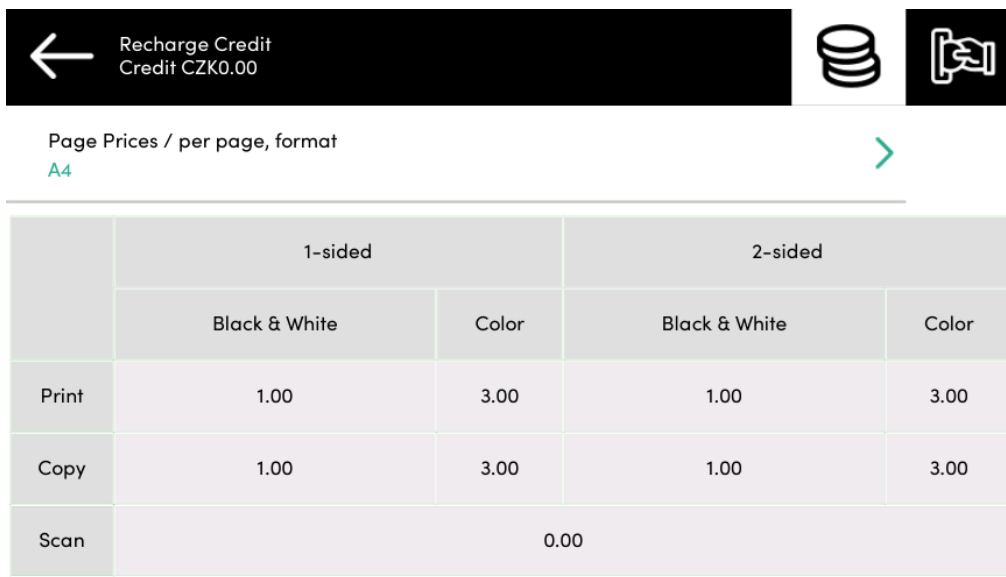 Recharge Credit
Credit CZK0.00
Page Prices / per page, format
A4
1-sided 2-sided
Black & White Color Black & White Color
Print 1.00 3.00 1.00 3.00
Copy 1.00 3.00 1.00 3.00
Scan 0.00